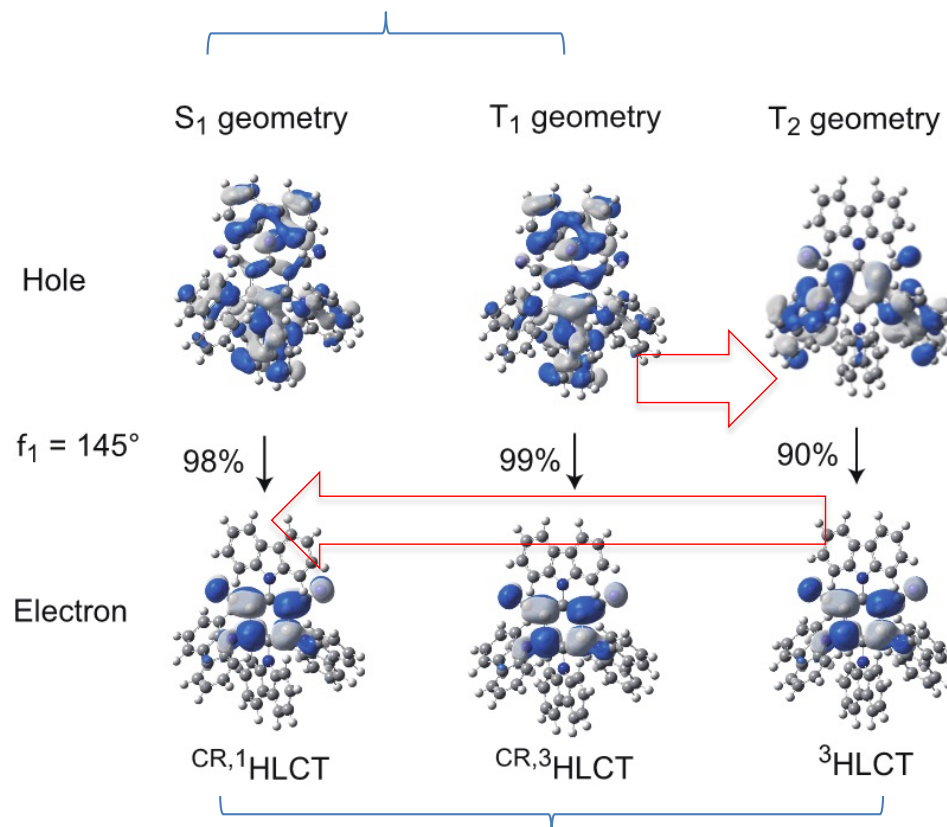 S₁ geometry T₁ geometry T₂ geometry
Hole
f₁ = 145°
98% 99% 90%
Electron
ᶜᴿ,¹HLCT ᶜᴿ,³HLCT ³HLCT